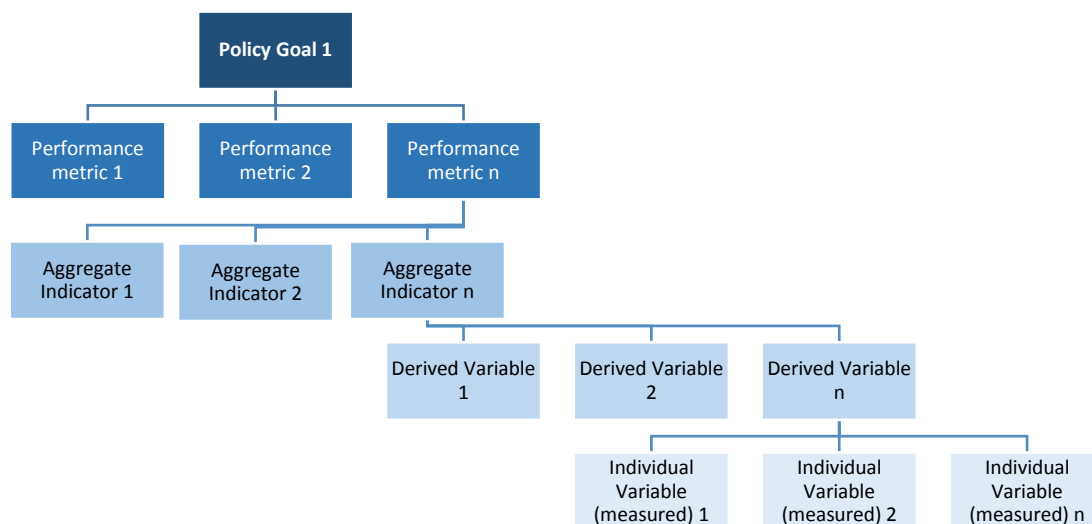 Policy Goal 1
Performance
metric 1
Performance
metric 2
Performance
metric n
Aggregate
Indicator 1
Aggregate
Indicator 2
Aggregate
Indicator n
Derived Variable
1
Derived Variable
2
Derived Variable
n
Individual
Variable
(measured) 1
Individual
Variable
(measured) 2
Individual
Variable
(measured) n